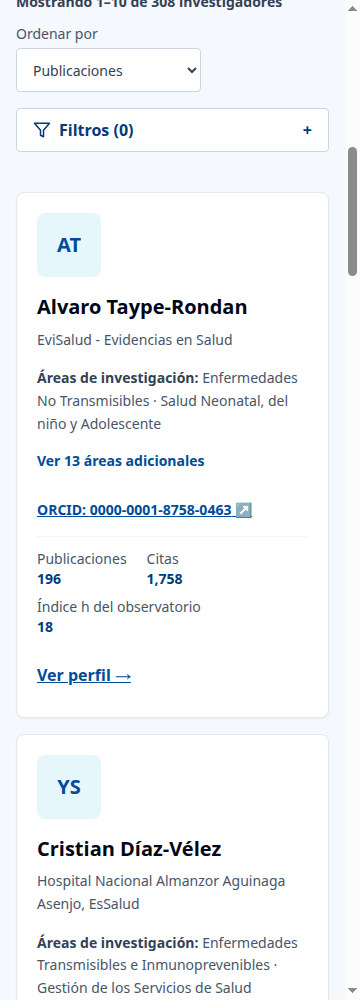 Mostrando 1–10 de 308 investigadores
Ordenar por
Publicaciones
Filtros (0) +
AT
Alvaro Taype-Rondan
EviSalud - Evidencias en Salud
Áreas de investigación: Enfermedades
No Transmisibles · Salud Neonatal, del
niño y Adolescente
Ver 13 áreas adicionales
ORCID: 0000-0001-8758-0463 ↗
Publicaciones Citas
196 1,758
Índice h del observatorio
18
Ver perfil →
YS
Cristian Díaz-Vélez
Hospital Nacional Almanzor Aguinaga
Asenjo, EsSalud
Áreas de investigación: Enfermedades
Transmisibles e Inmunoprevenibles ·
Gestión de los Servicios de Salud